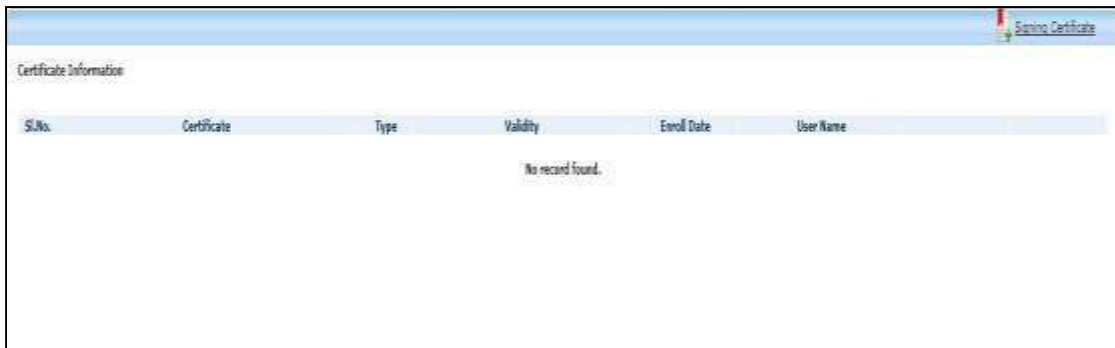 Signing Certificate
Certificate Information
Sl.No. Certificate Type Validity Enroll Date User Name
No record found.